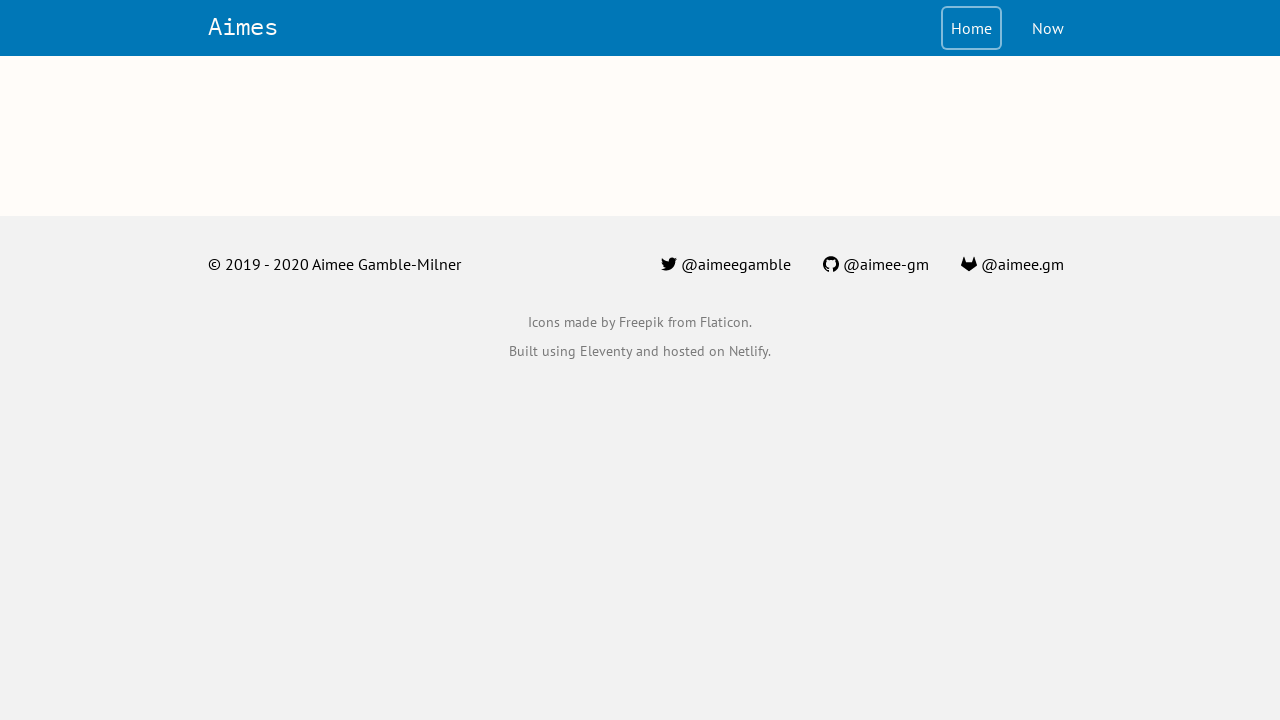 Aimes
Home
Now
© 2019 - 2020 Aimee Gamble-Milner
@aimeegamble
@aimee-gm
@aimee.gm
Icons made by Freepik from Flaticon.
Built using Eleventy and hosted on Netlify.